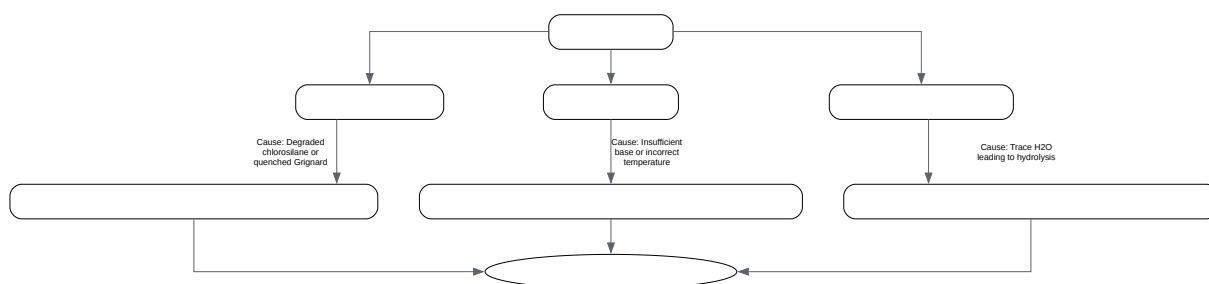 Cause: Degraded
chlorosilane or
quenched Grignard
Cause: Insufficient
base or incorrect
temperature
Cause: Trace H2O
leading to hydrolysis